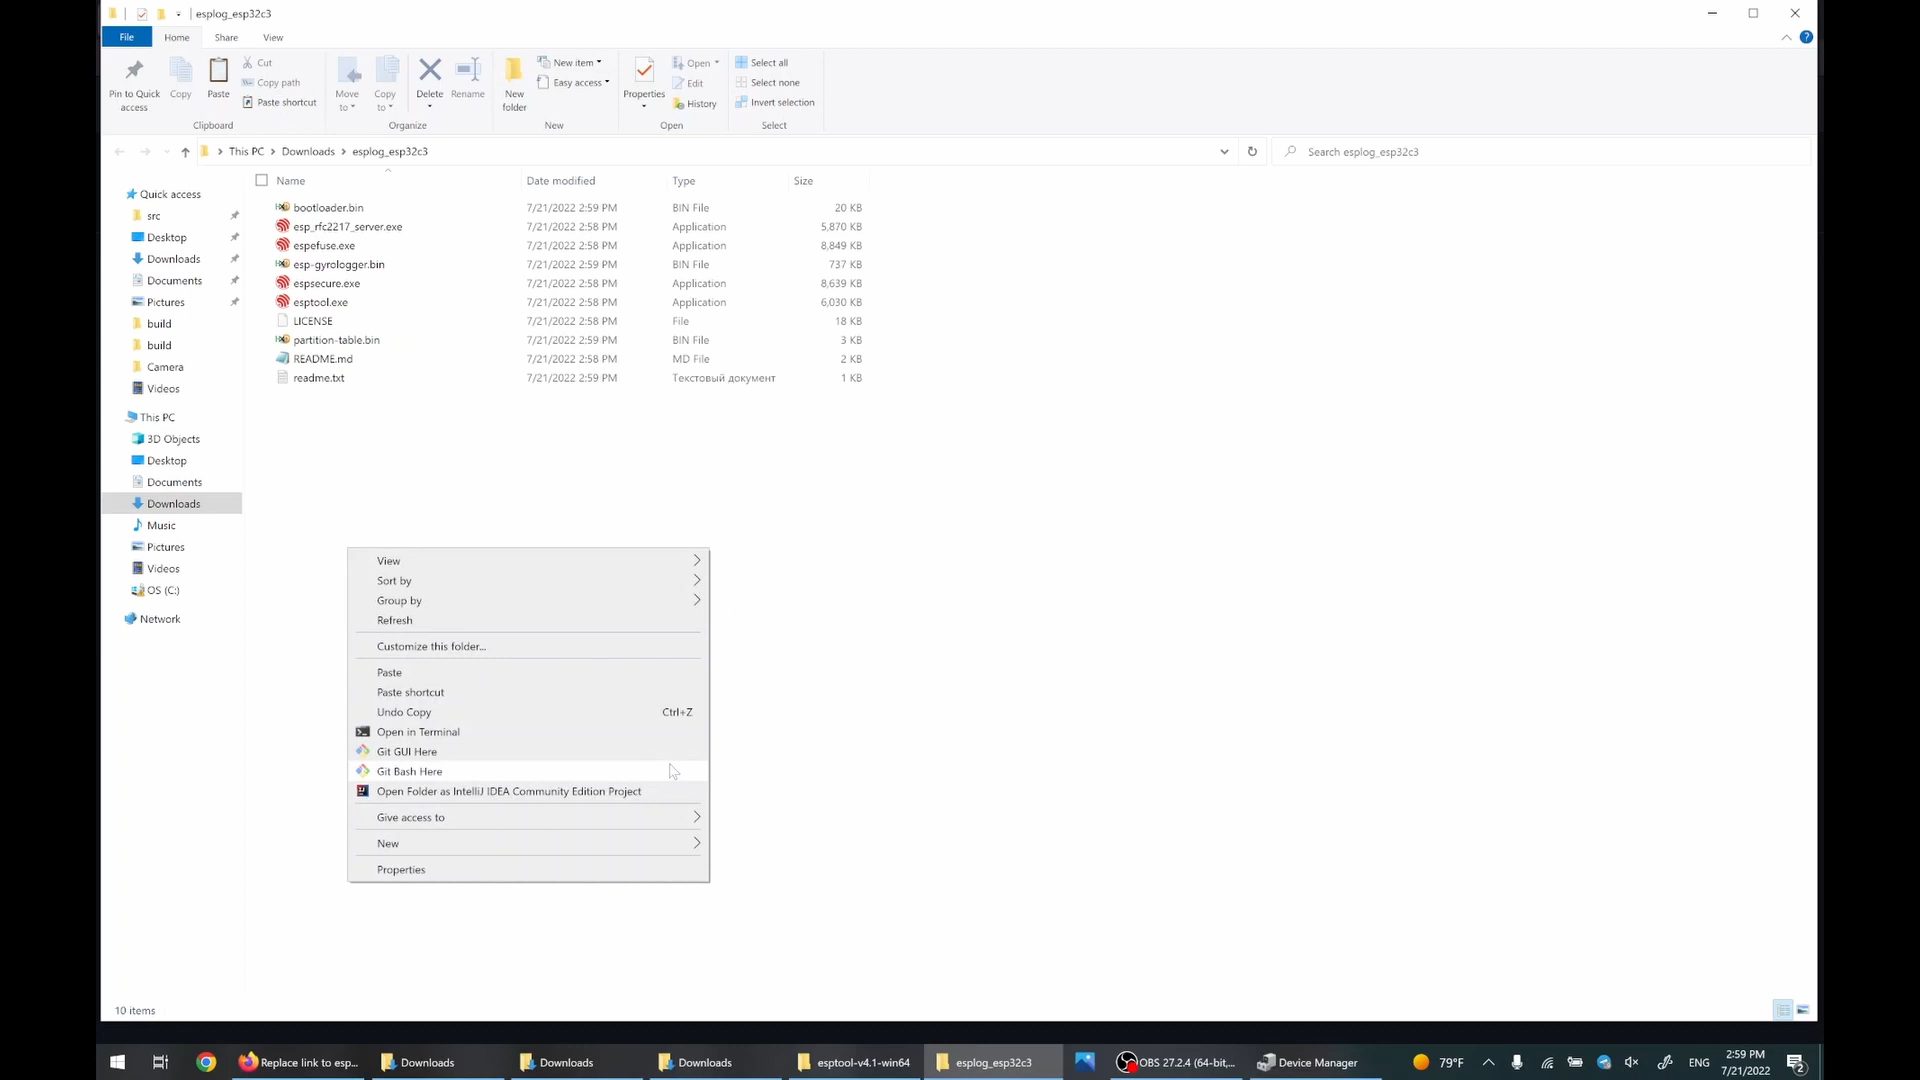 esplog_esp32c3
File Home Share View
Pin to Quick access
Copy
Paste
Cut
Copy path
Paste shortcut
Clipboard
Move to
Copy to
Delete
Rename
Organize
New folder
New item
Easy access
New
Properties
Open
Edit
History
Open
Select all
Select none
Invert selection
Select
This PC Downloads esplog_esp32c3
Search esplog_esp32c3
Quick access
src
Desktop
Downloads
Documents
Pictures
build
build
Camera
Videos
This PC
3D Objects
Desktop
Documents
Downloads
Music
Pictures
Videos
OS (C:)
Network
Name Date modified Type Size
bootloader.bin 7/21/2022 2:59 PM BIN File 20 KB
esp_rfc2217_server.exe 7/21/2022 2:58 PM Application 5,870 KB
espefuse.exe 7/21/2022 2:58 PM Application 8,849 KB
esp-gyrologger.bin 7/21/2022 2:59 PM BIN File 737 KB
espsecure.exe 7/21/2022 2:58 PM Application 8,639 KB
esptool.exe 7/21/2022 2:58 PM Application 6,030 KB
LICENSE 7/21/2022 2:58 PM File 18 KB
partition-table.bin 7/21/2022 2:59 PM BIN File 3 KB
README.md 7/21/2022 2:58 PM MD File 2 KB
readme.txt 7/21/2022 2:59 PM Текстовый документ 1 KB
View
Sort by
Group by
Refresh
Customize this folder...
Paste
Paste shortcut
Undo Copy Ctrl+Z
Open in Terminal
Git GUI Here
Git Bash Here
Open Folder as IntelliJ IDEA Community Edition Project
Give access to
New
Properties
10 items
Replace link to esp... Downloads Downloads Downloads esptool-v4.1-win64 esplog_esp32c3 OBS 27.2.4 (64-bit,... Device Manager 79°F ENG 2:59 PM
7/21/2022 2